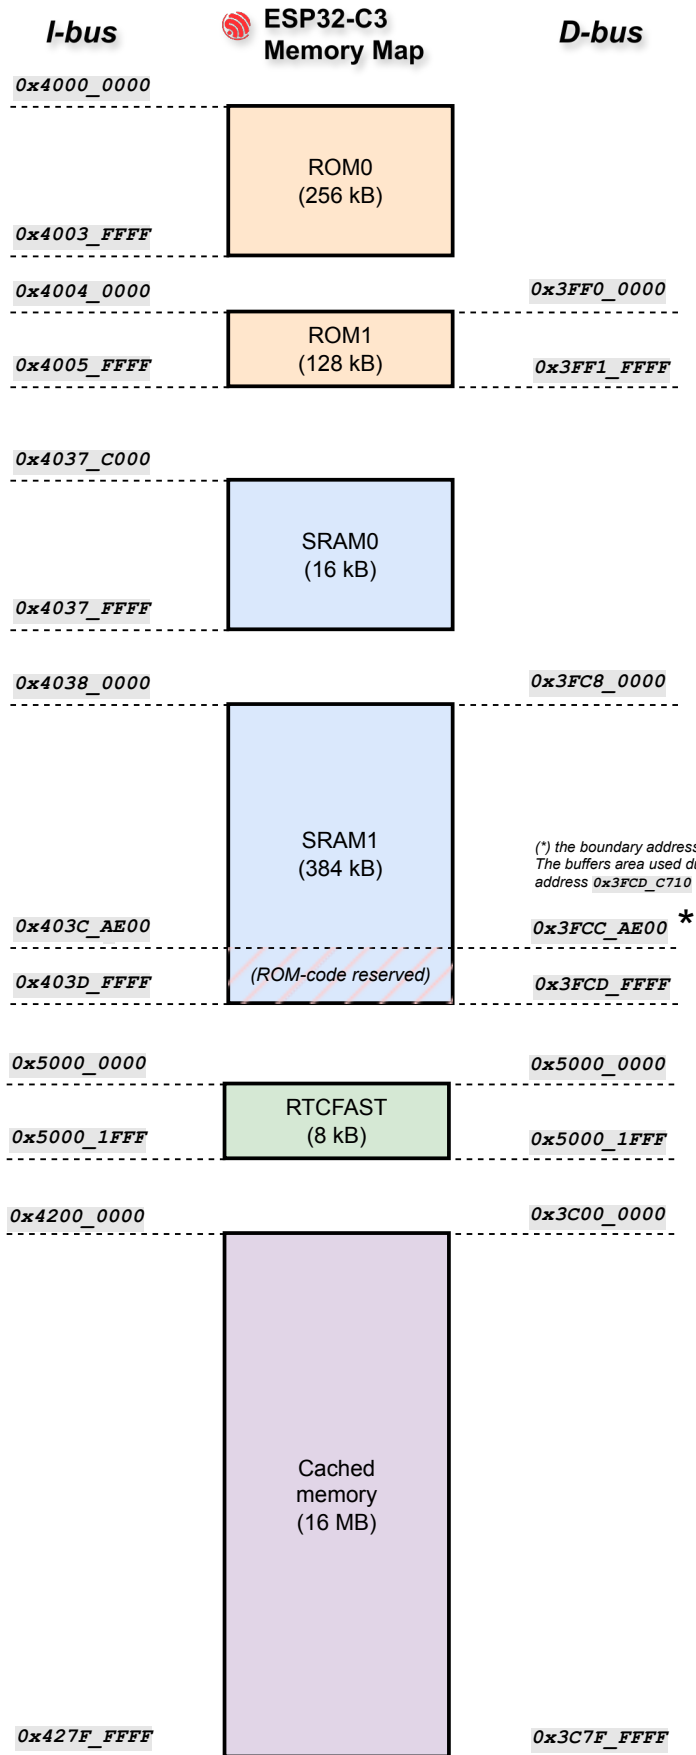 I-bus
ESP32-C3
Memory Map
D-bus
0x4000_0000
ROM0
(256 kB)
0x4003_FFFF
0x4004_0000
0x3FF0_0000
ROM1
(128 kB)
0x4005_FFFF
0x3FF1_FFFF
0x4037_C000
SRAM0
(16 kB)
0x4037_FFFF
0x4038_0000
0x3FC8_0000
SRAM1
(384 kB)
(*) the boundary address
The buffers area used du
address 0x3FCD_C710
0x403C_AE00
0x3FCC_AE00 *
(ROM-code reserved)
0x403D_FFFF
0x3FCD_FFFF
0x5000_0000
0x5000_0000
RTCFAST
(8 kB)
0x5000_1FFF
0x5000_1FFF
0x4200_0000
0x3C00_0000
Cached
memory
(16 MB)
0x427F_FFFF
0x3C7F_FFFF